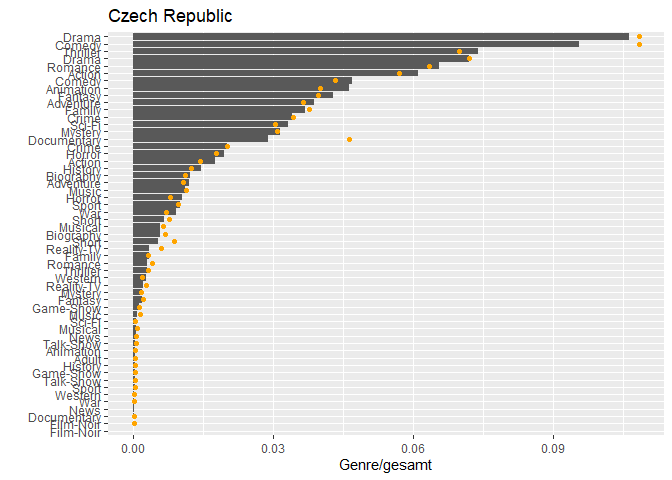 Czech Republic
Drama
Comedy
Thriller
Drama
Romance
Action
Comedy
Animation
Fantasy
Adventure
Family
Crime
Sci-Fi
Mystery
Documentary
Crime
Horror
Action
History
Biography
Adventure
Music
Horror
Sport
War
Short
Musical
Biography
Short
Reality-TV
Family
Romance
Thriller
Western
Reality-TV
Mystery
Fantasy
Game-Show
Music
Sci-Fi
Musical
News
Talk-Show
Animation
Adult
History
Game-Show
Talk-Show
Sport
Western
War
News
Documentary
Film-Noir
Film-Noir
0.00 0.03 0.06 0.09
Genre/gesamt